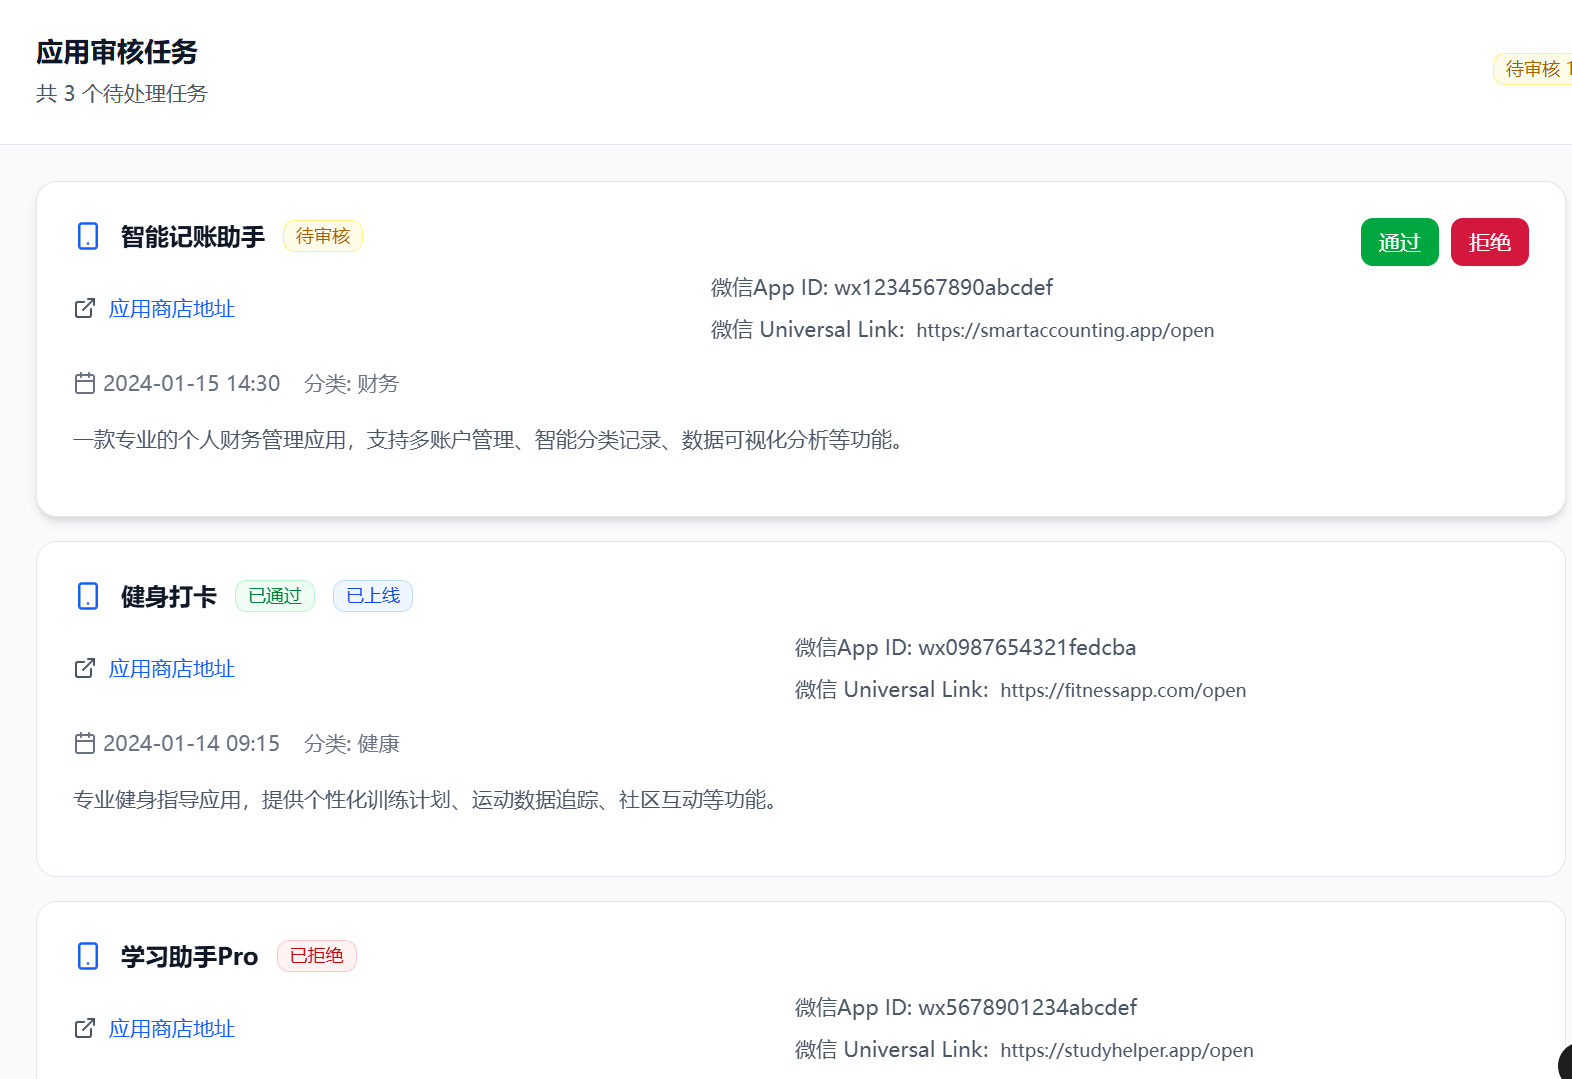 应用审核任务
共 3 个待处理任务
待审核 1
智能记账助手 待审核
通过 拒绝
应用商店地址
微信App ID: wx1234567890abcdef
微信 Universal Link: https://smartaccounting.app/open
2024-01-15 14:30 分类: 财务
一款专业的个人财务管理应用，支持多账户管理、智能分类记录、数据可视化分析等功能。
健身打卡 已通过 已上线
应用商店地址
微信App ID: wx0987654321fedcba
微信 Universal Link: https://fitnessapp.com/open
2024-01-14 09:15 分类: 健康
专业健身指导应用，提供个性化训练计划、运动数据追踪、社区互动等功能。
学习助手Pro 已拒绝
应用商店地址
微信App ID: wx5678901234abcdef
微信 Universal Link: https://studyhelper.app/open